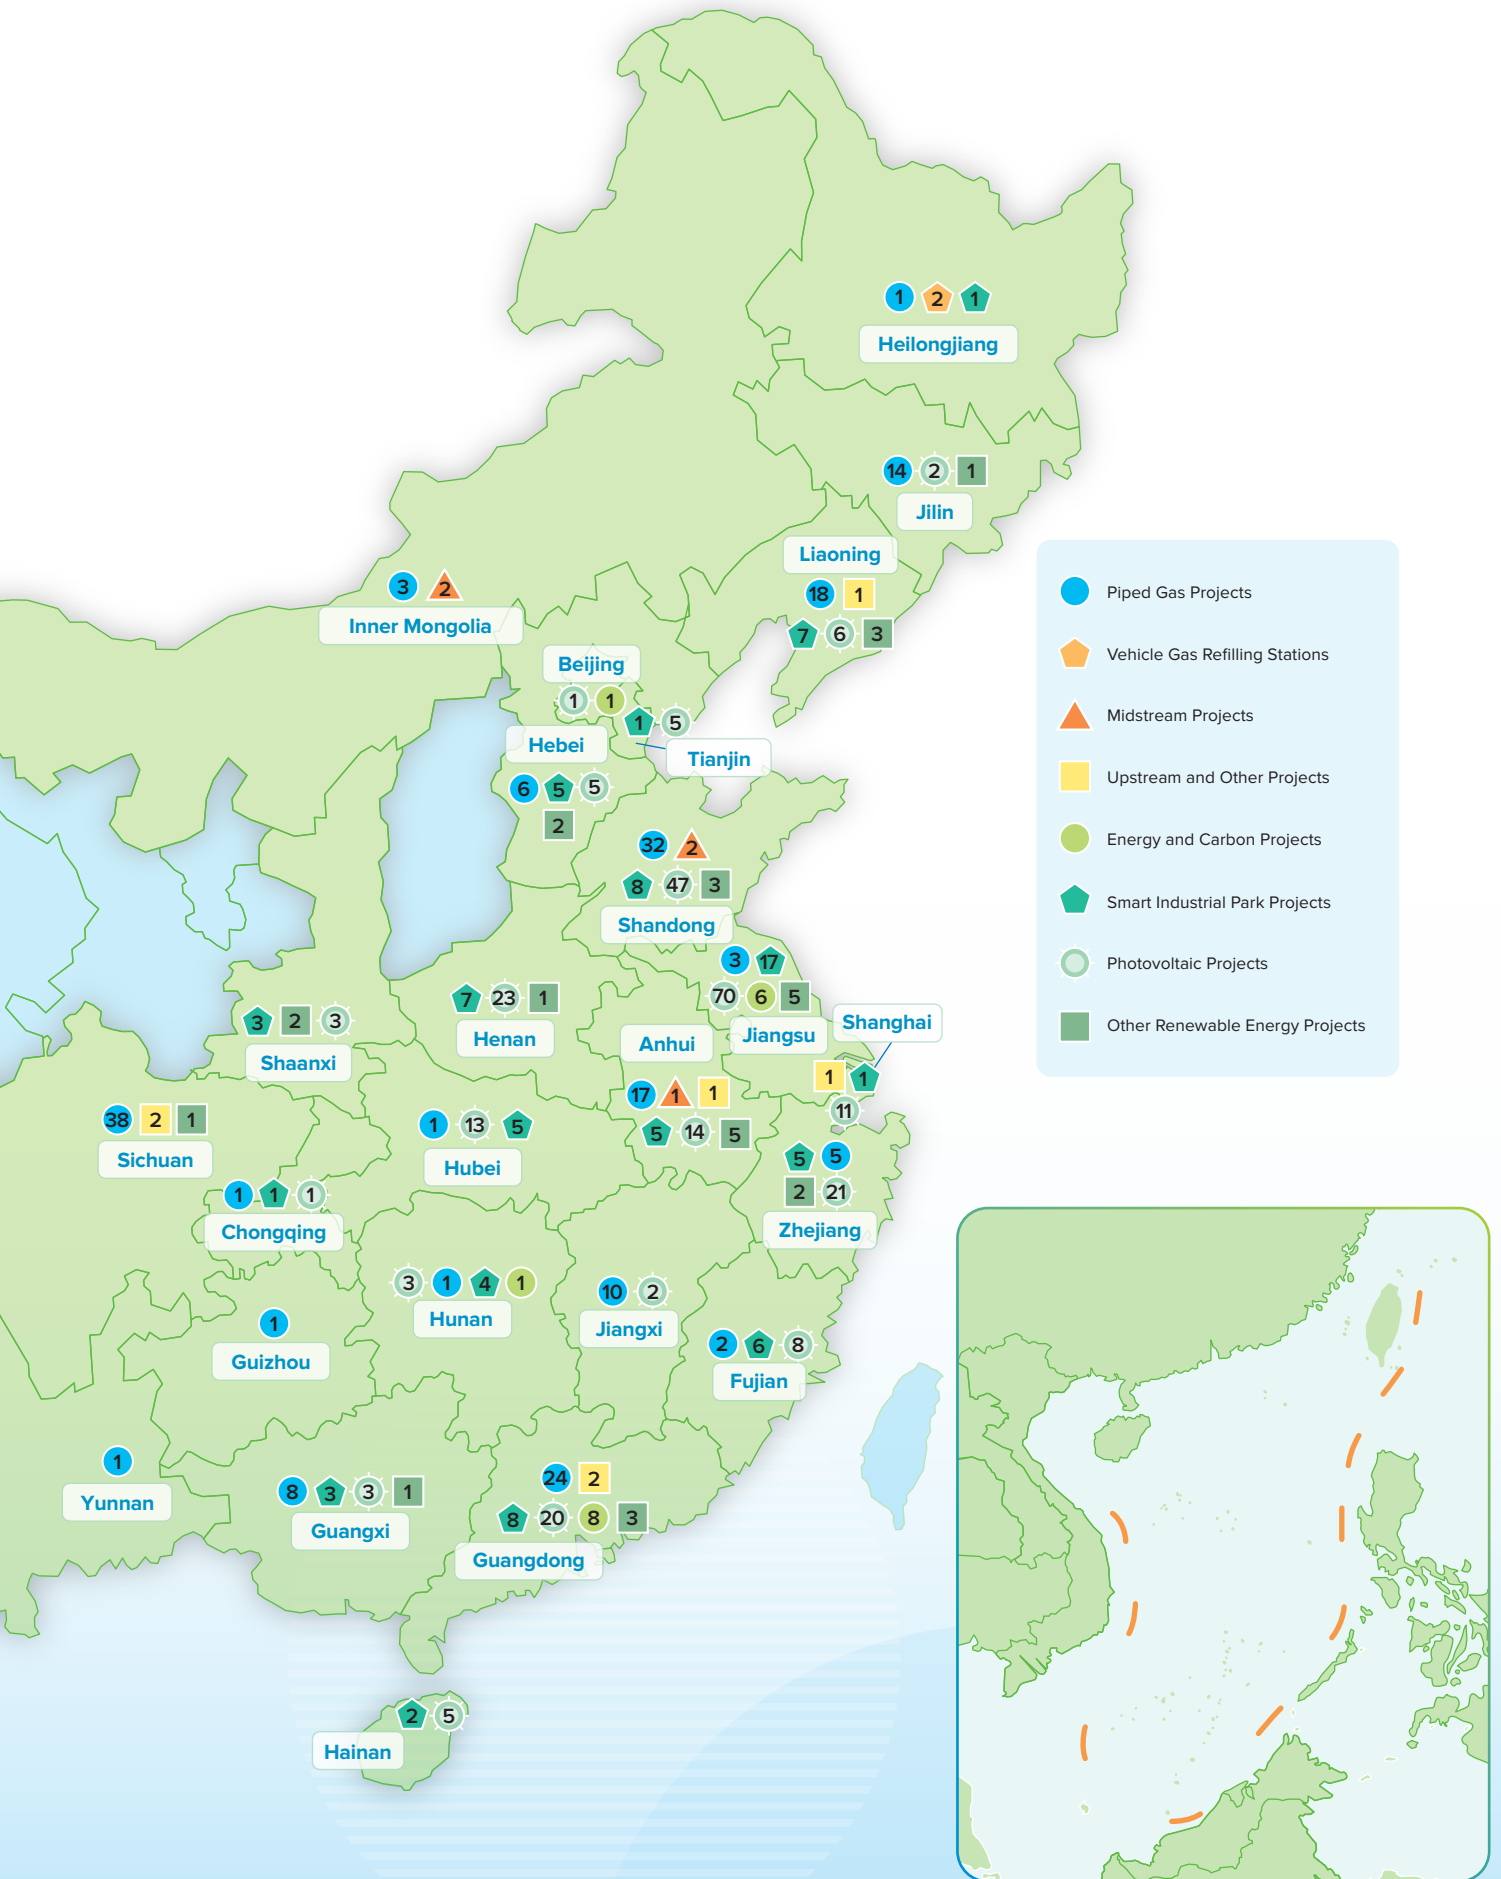 1 2 1
Heilongjiang
14 2 1
Jilin
Liaoning
18 1
7 6 3
3 2
Inner Mongolia
Beijing
1 1
1 5
Tianjin
Hebei
6 5 5
2
32 2
8 47 3
Shandong
3 17
70 6 5
Jiangsu
Shanghai
1 1
11
7 23 1
Henan
Anhui
17 1 1
5 14 5
3 2 3
Shaanxi
38 2 1
Sichuan
1 13 5
Hubei
5 5
2 21
Zhejiang
1 1 1
Chongqing
3 1 4 1
Hunan
10 2
Jiangxi
1
Guizhou
2 6 8
Fujian
1
Yunnan
8 3 3 1
Guangxi
24 2
8 20 8 3
Guangdong
2 5
Hainan
Piped Gas Projects
Vehicle Gas Refilling Stations
Midstream Projects
Upstream and Other Projects
Energy and Carbon Projects
Smart Industrial Park Projects
Photovoltaic Projects
Other Renewable Energy Projects